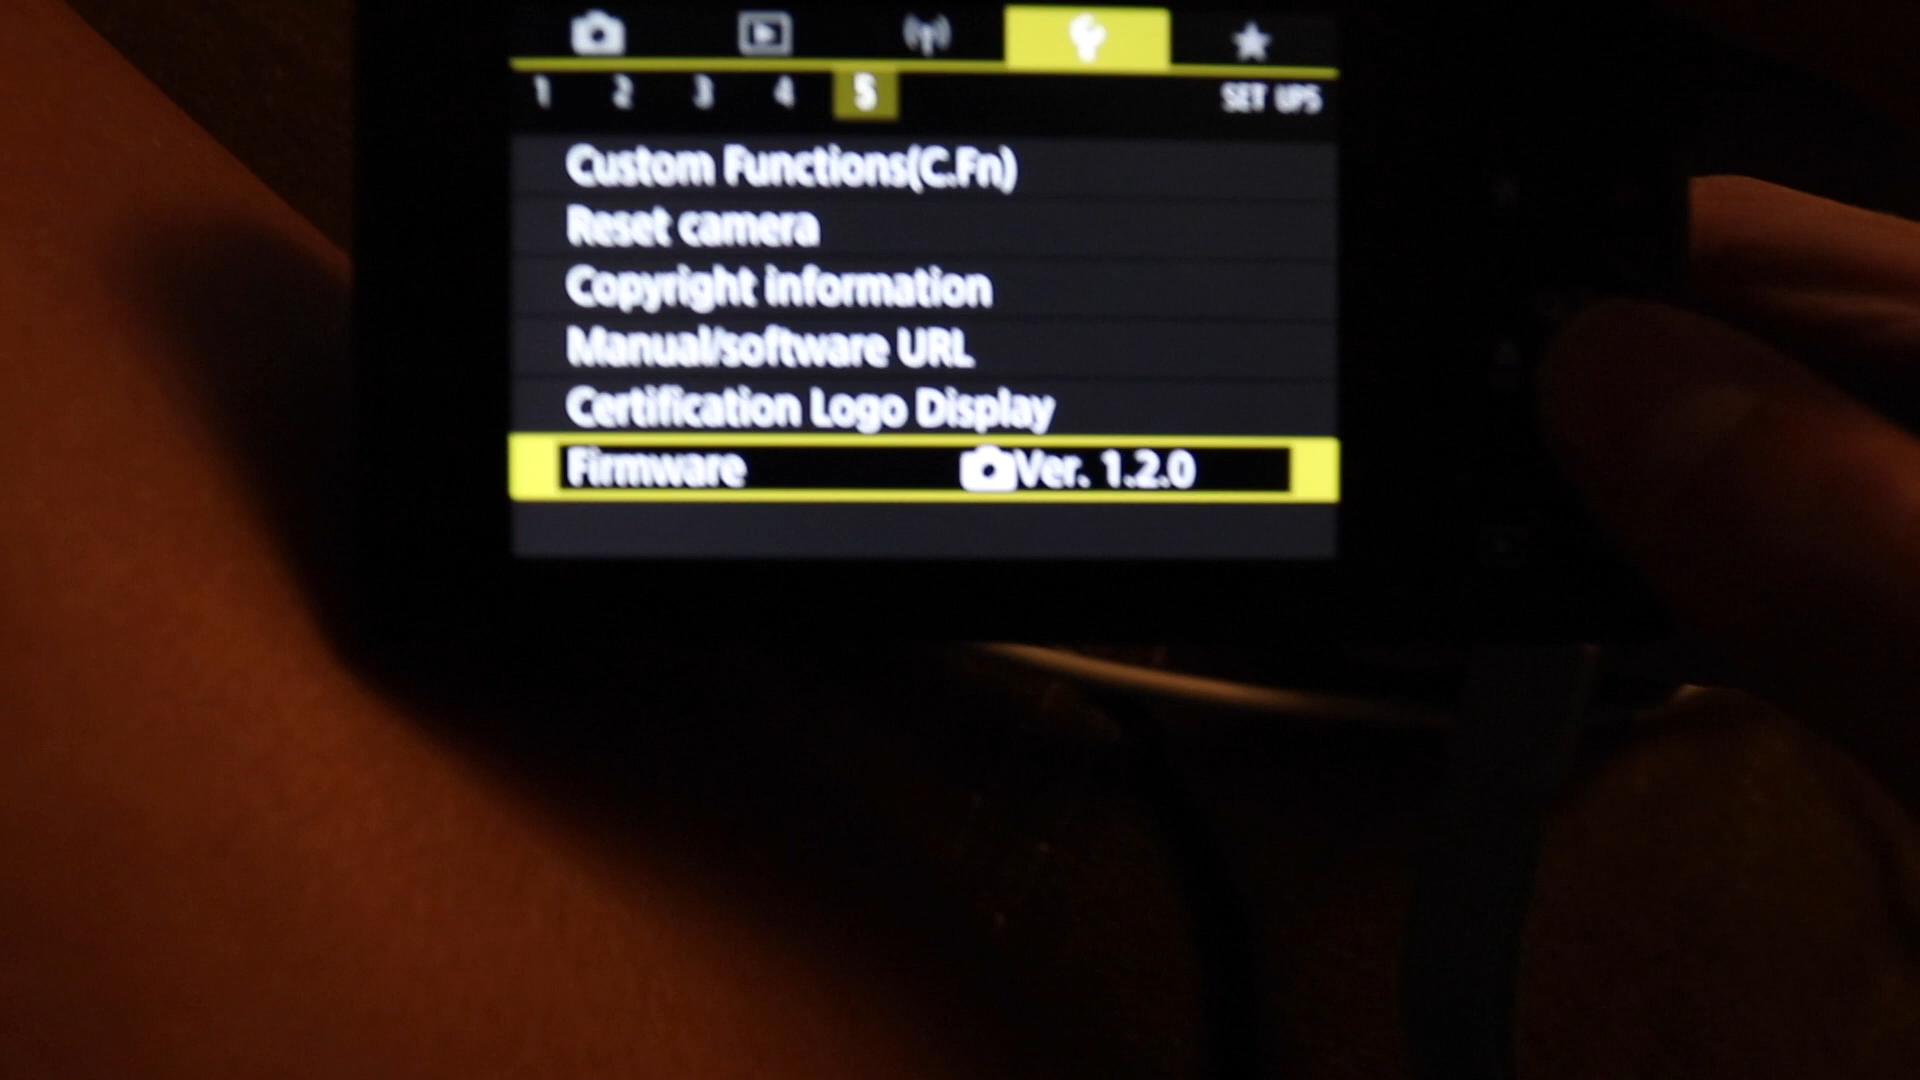 1 2 3 4 5 SET UP5
Custom Functions(C.Fn)
Reset camera
Copyright information
Manual/software URL
Certification Logo Display
Firmware Ver. 1.2.0